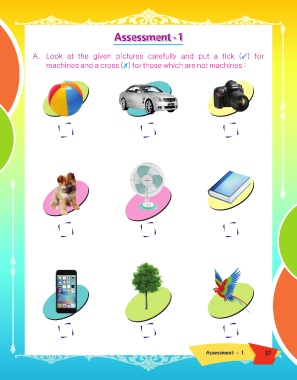 Assessment - 1
A. Look at the given pictures carefully and put a tick (✓) for
machines and a cross (✗) for those which are not machines :
Assessment - 1
37